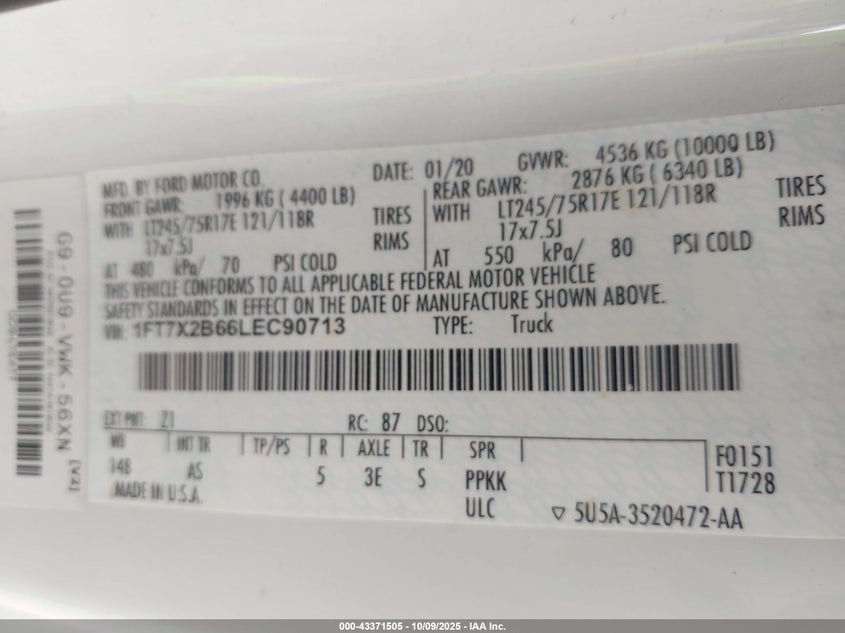 MFD. BY FORD MOTOR CO.
DATE: 01/20 GVWR: 4536 KG (10000 LB)
FRONT GAWR: 1996 KG ( 4400 LB)
REAR GAWR: 2876 KG ( 6340 LB)
WITH LT245/75R17E 121/118R TIRES
WITH LT245/75R17E 121/118R TIRES
17x7.5J RIMS
17x7.5J RIMS
AT 480 kPa/ 70 PSI COLD
AT 550 kPa/ 80 PSI COLD
THIS VEHICLE CONFORMS TO ALL APPLICABLE FEDERAL MOTOR VEHICLE
SAFETY STANDARDS IN EFFECT ON THE DATE OF MANUFACTURE SHOWN ABOVE.
VIN: 1FT7X2B66LEC90713 TYPE: Truck
EXT PNT: Z1 RC: 87 DSO:
WB INT TR TP/PS R AXLE TR SPR
148 AS 5 3E S PPKK
ULC
F0151
T1728
MADE IN U.S.A.
5U5A-3520472-AA
G9-0U9-VWK-56XN
000-43371505 - 10/09/2025 - IAA Inc.